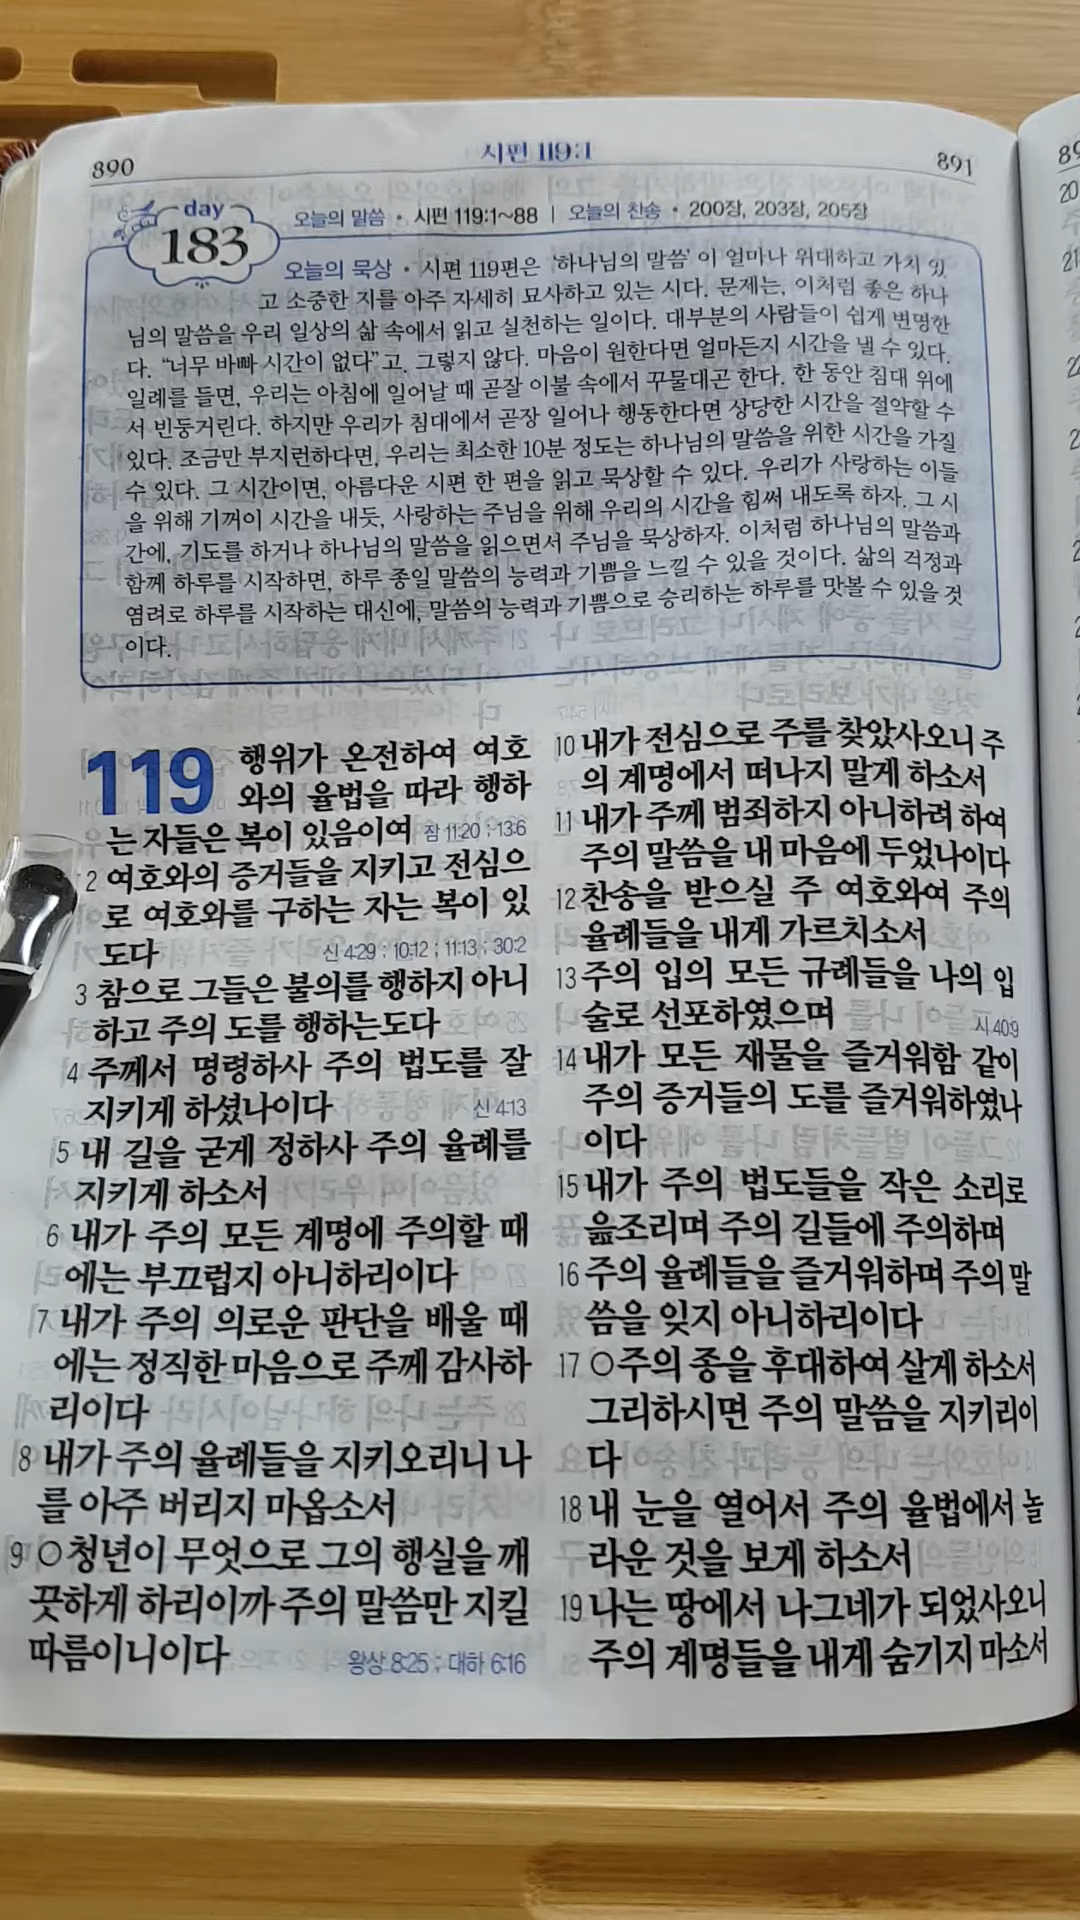 890
시편 119:1
891
day
183
오늘의 말씀 • 시편 119:1~88 | 오늘의 찬송 • 200장, 203장, 205장
오늘의 묵상 • 시편 119편은 ‘하나님의 말씀’이 얼마나 위대하고 가치 있
고 소중한 지를 아주 자세히 묘사하고 있는 시다. 문제는, 이처럼 좋은 하나
님의 말씀을 우리 일상의 삶 속에서 읽고 실천하는 일이다. 대부분의 사람들이 쉽게 변명한
다. “너무 바빠 시간이 없다”고. 그렇지 않다. 마음이 원한다면 얼마든지 시간을 낼 수 있다.
일례를 들면, 우리는 아침에 일어날 때 곧잘 이불 속에서 꾸물대곤 한다. 한 동안 침대 위에
서 빈둥거린다. 하지만 우리가 침대에서 곧장 일어나 행동한다면 상당한 시간을 절약할 수
있다. 조금만 부지런하다면, 우리는 최소한 10분 정도는 하나님의 말씀을 위한 시간을 가질
수 있다. 그 시간이면, 아름다운 시편 한 편을 읽고 묵상할 수 있다. 우리가 사랑하는 이들
을 위해 기꺼이 시간을 내듯, 사랑하는 주님을 위해 우리의 시간을 힘써 내도록 하자. 그 시
간에, 기도를 하거나 하나님의 말씀을 읽으면서 주님을 묵상하자. 이처럼 하나님의 말씀과
함께 하루를 시작하면, 하루 종일 말씀의 능력과 기쁨을 느낄 수 있을 것이다. 삶의 걱정과
염려로 하루를 시작하는 대신에, 말씀의 능력과 기쁨으로 승리하는 하루를 맛볼 수 있을 것
이다.
119 행위가 온전하여 여호
와의 율법을 따라 행하
는 자들은 복이 있음이여 잠 11:20 ; 13:6
2 여호와의 증거들을 지키고 전심으
로 여호와를 구하는 자는 복이 있
도다 신 4:29 ; 10:12 ; 11:13 ; 30:2
3 참으로 그들은 불의를 행하지 아니
하고 주의 도를 행하는도다
4 주께서 명령하사 주의 법도를 잘
지키게 하셨나이다 신 4:13
5 내 길을 굳게 정하사 주의 율례를
지키게 하소서
6 내가 주의 모든 계명에 주의할 때
에는 부끄럽지 아니하리이다
7 내가 주의 의로운 판단을 배울 때
에는 정직한 마음으로 주께 감사하
리이다
8 내가 주의 율례들을 지키오리니 나
를 아주 버리지 마옵소서
9 ○청년이 무엇으로 그의 행실을 깨
끗하게 하리이까 주의 말씀만 지킬
따름이니이다 왕상 8:25 ; 대하 6:16
10 내가 전심으로 주를 찾았사오니 주
의 계명에서 떠나지 말게 하소서
11 내가 주께 범죄하지 아니하려 하여
주의 말씀을 내 마음에 두었나이다
12 찬송을 받으실 주 여호와여 주의
율례들을 내게 가르치소서
13 주의 입의 모든 규례들을 나의 입
술로 선포하였으며 시 40:9
14 내가 모든 재물을 즐거워함 같이
주의 증거들의 도를 즐거워하였나
이다
15 내가 주의 법도들을 작은 소리로
읊조리며 주의 길들에 주의하며
16 주의 율례들을 즐거워하며 주의 말
씀을 잊지 아니하리이다
17 ○주의 종을 후대하여 살게 하소서
그리하시면 주의 말씀을 지키리이
다
18 내 눈을 열어서 주의 율법에서 놀
라운 것을 보게 하소서
19 나는 땅에서 나그네가 되었사오니
주의 계명들을 내게 숨기지 마소서